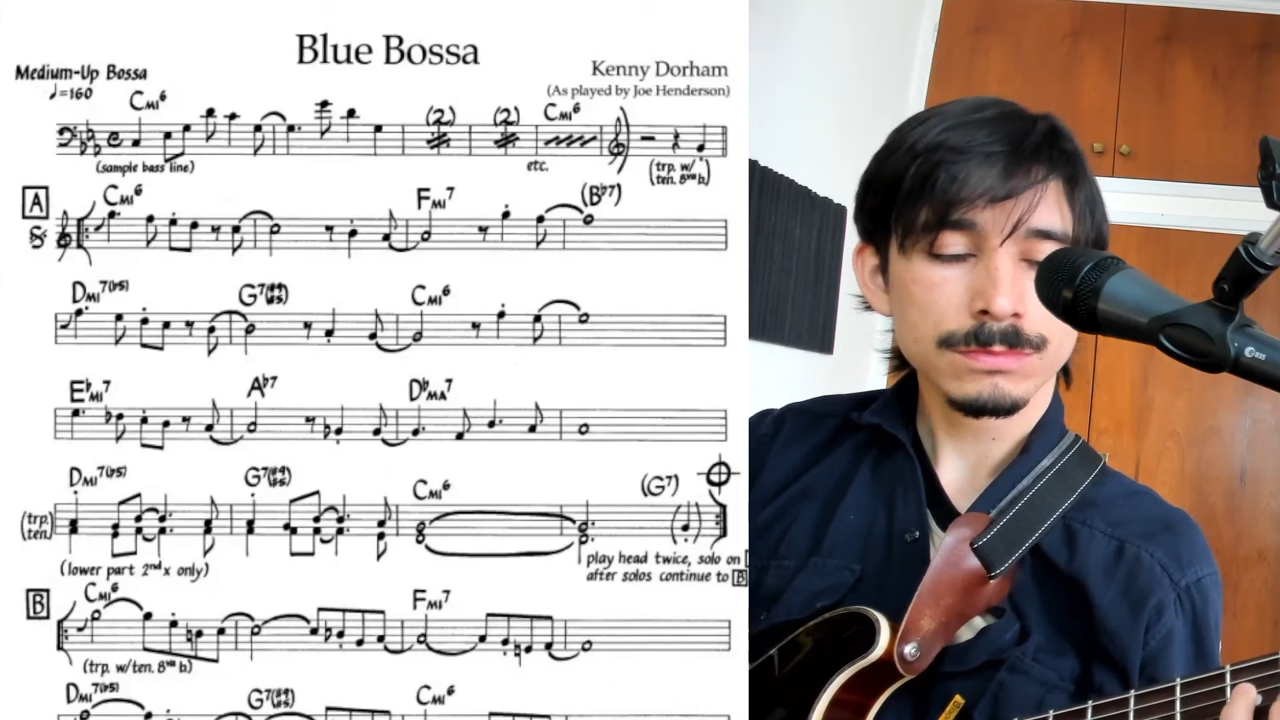 Blue Bossa
Medium-Up Bossa
♩=160
Kenny Dorham
(As played by Joe Henderson)
CMI6
(2.)
(2.)
CMI6
(sample bass line)
etc.
(trp. w/
ten. 8va b.)
A
CMI6
FMI7
(B♭7)
DMI7(♭5)
G7(♯9♯5)
CMI6
E♭MI7
A♭7
D♭MA7
DMI7(♭5)
G7(♯9♯5)
CMI6
(G7)
(trp.
ten.)
(lower part 2nd x only)
play head twice, solo on
after solos continue to B
B
CMI6
FMI7
(trp. w/ten. 8va b.)
DMI7(♭5)
G7(♯9♯5)
CMI6